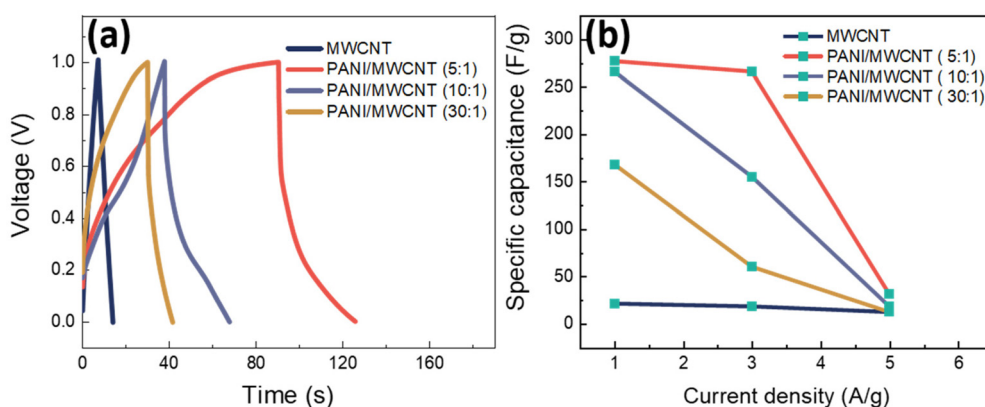 (a)
MWCNT
PANI/MWCNT (5:1)
PANI/MWCNT (10:1)
PANI/MWCNT (30:1)
1.0
0.8
0.6
0.4
0.2
0.0
Voltage (V)
0 40 80 120 160
Time (s)
(b)
MWCNT
PANI/MWCNT ( 5:1)
PANI/MWCNT ( 10:1)
PANI/MWCNT ( 30:1)
300
250
200
150
100
50
0
Specific capacitance (F/g)
1 2 3 4 5 6
Current density (A/g)